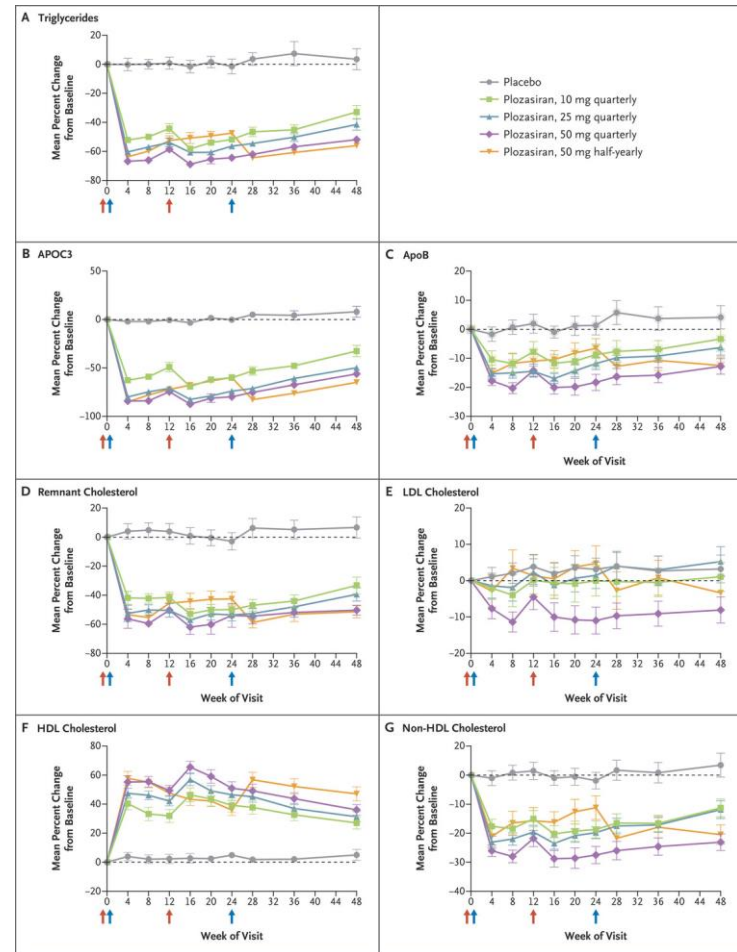 A Triglycerides
Mean Percent Change
from Baseline
20
0
−20
−40
−60
−80
0 4 8 12 16 20 24 28 32 36 40 44 48
Placebo
Plozasiran, 10 mg quarterly
Plozasiran, 25 mg quarterly
Plozasiran, 50 mg quarterly
Plozasiran, 50 mg half-yearly
B APOC3
Mean Percent Change
from Baseline
50
0
−50
−100
0 4 8 12 16 20 24 28 32 36 40 44 48
C ApoB
Mean Percent Change
from Baseline
20
10
0
−10
−20
−30
0 4 8 12 16 20 24 28 32 36 40 44 48
Week of Visit
D Remnant Cholesterol
Mean Percent Change
from Baseline
20
0
−20
−40
−60
−80
0 4 8 12 16 20 24 28 32 36 40 44 48
Week of Visit
E LDL Cholesterol
Mean Percent Change
from Baseline
20
10
0
−10
−20
0 4 8 12 16 20 24 28 32 36 40 44 48
Week of Visit
F HDL Cholesterol
Mean Percent Change
from Baseline
80
60
40
20
0
20
0 4 8 12 16 20 24 28 32 36 40 44 48
Week of Visit
G Non-HDL Cholesterol
Mean Percent Change
from Baseline
20
10
0
−10
−20
−30
−40
0 4 8 12 16 20 24 28 32 36 40 44 48
Week of Visit